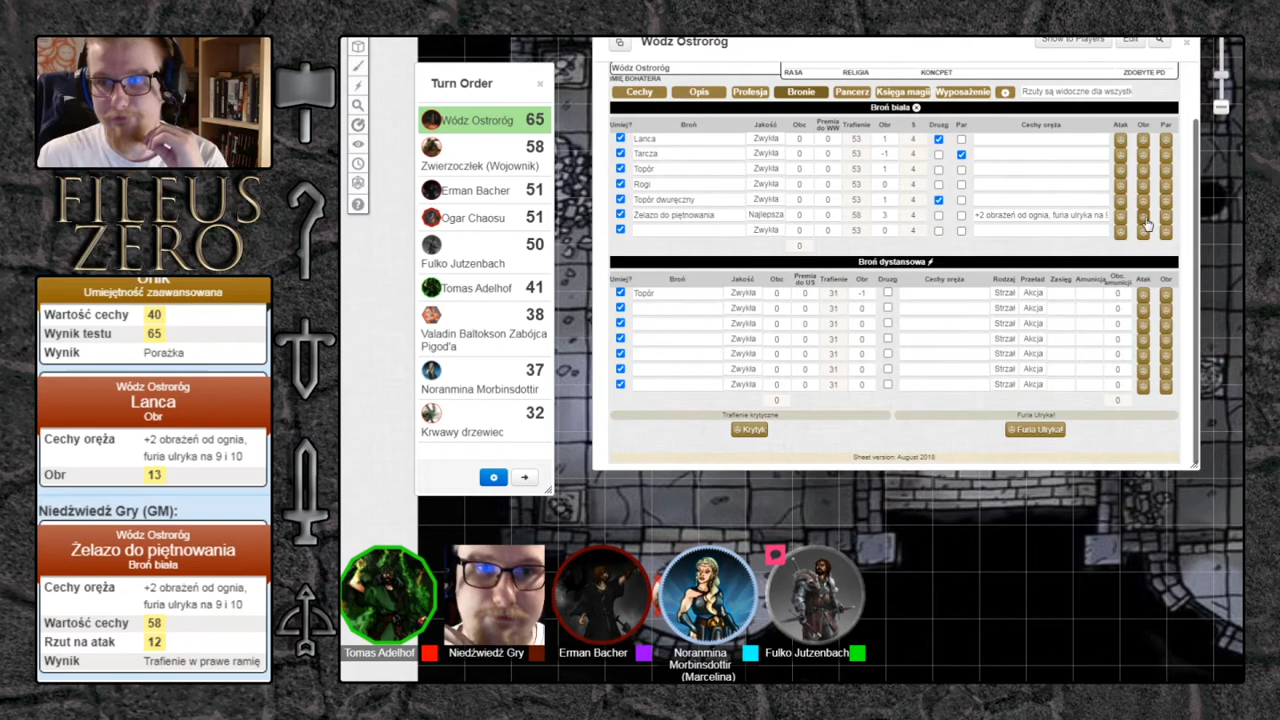 FILEUS
ZERO
Unik
Umiejętność zaawansowana
Wartość cechy 40
Wynik testu 65
Wynik Porażka
Wódz Ostroróg
Lanca
Obr
Cechy oręża +2 obrażeń od ognia,
furia ulryka na 9 i 10
Obr 13
Niedźwiedź Gry (GM):
Wódz Ostroróg
Żelazo do piętnowania
Broń biała
Cechy oręża +2 obrażeń od ognia,
furia ulryka na 9 i 10
Wartość cechy 58
Rzut na atak 12
Wynik Trafienie w prawe ramię
Turn Order ×
Wódz Ostroróg 65
58
Zwierzoczłek (Wojownik)
Erman Bacher 51
Ogar Chaosu 51
50
Fulko Jutzenbach
Tomas Adelhof 41
38
Valadin Baltokson Zabójca
Pigod'a
37
Noranmina Morbinsdottir
32
Krwawy drzewiec
Wódz Ostroróg Show to Players Edit ×
Wódz Ostroróg
IMIĘ BOHATERA RASA RELIGIA KONCPET ZDOBYTE PD
Cechy Opis Profesja Bronie Pancerz Księga magii Wyposażenie Rzuty są widoczne dla wszystk
Broń biała
Umiej? Broń Jakość Obc Premia do WW Trafienie Obr S Druzg Par Cechy oręża Atak Obr Par
Lanca Zwykła 0 0 53 1 4
Tarcza Zwykła 0 0 53 -1 4
Topór Zwykła 0 0 53 1 4
Rogi Zwykła 0 0 53 0 4
Topór dwuręczny Zwykła 0 0 53 1 4
Żelazo do piętnowania Najlepsza 0 0 58 3 4 +2 obrażeń od ognia, furia ulryka na 9
Zwykła 0 0 53 0 4
0
Broń dystansowa
Umiej? Broń Jakość Obc Premia do US Trafienie Obr Druzg Cechy oręża Rodzaj Przeład Zasięg Amunicja Obc. amunicji Atak Obr
Topór Zwykła 0 0 31 -1 Strzał Akcja 0
Zwykła 0 0 31 0 Strzał Akcja 0
Zwykła 0 0 31 0 Strzał Akcja 0
Zwykła 0 0 31 0 Strzał Akcja 0
Zwykła 0 0 31 0 Strzał Akcja 0
Zwykła 0 0 31 0 Strzał Akcja 0
Zwykła 0 0 31 0 Strzał Akcja 0
0 0
Trafienie krytyczne Furia Ulryka!
Krytyk Furia Ulryka!
Sheet version: August 2018
Tomas Adelhof
Niedźwiedź Gry
Erman Bacher
Noranmina
Morbinsdottir
(Marcelina)
Fulko Jutzenbach